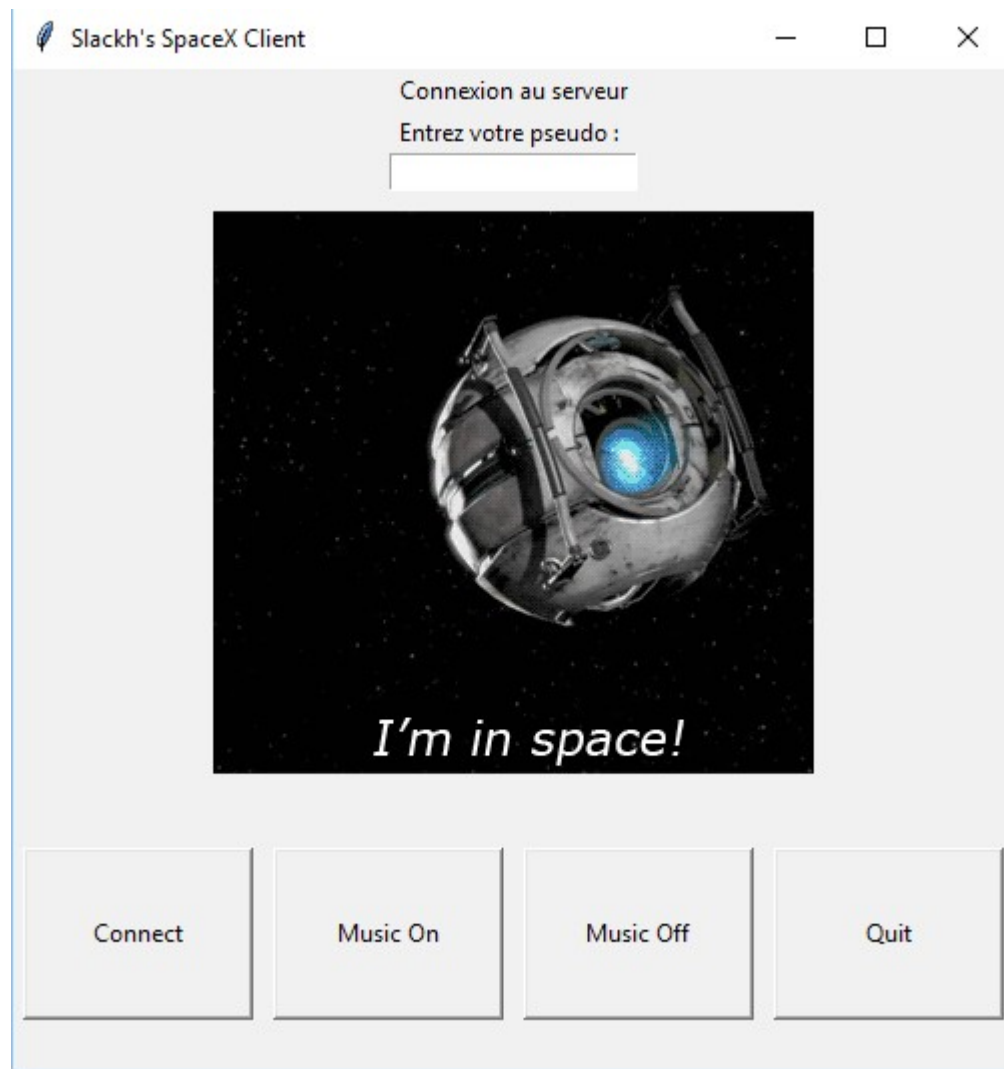 Slackh's SpaceX Client
Connexion au serveur
Entrez votre pseudo :
I'm in space!
Connect
Music On
Music Off
Quit